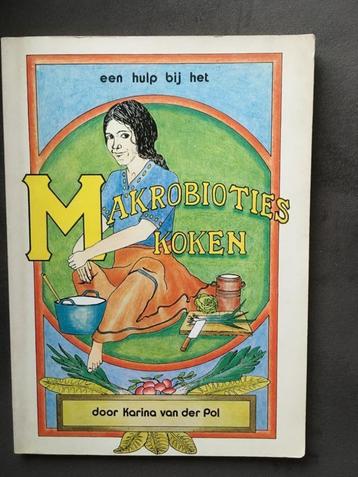 een hulp bij het
MAKROBIOTIES
KOKEN
door Karina van der Pol